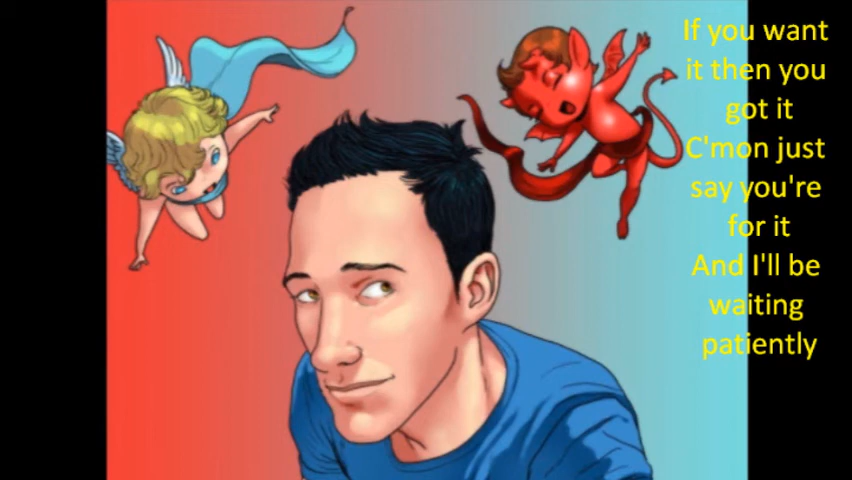 If you want
it then you
got it
C'mon just
say you're
for it
And I'll be
waiting
patiently